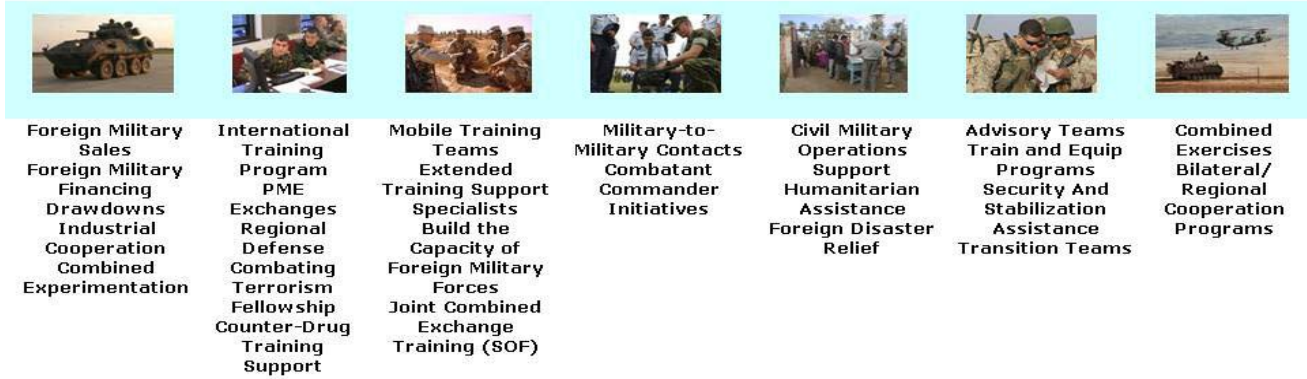 Foreign Military
Sales
Foreign Military
Financing
Drawdowns
Industrial
Cooperation
Combined
Experimentation
International
Training
Program
PME
Exchanges
Regional
Defense
Combating
Terrorism
Fellowship
Counter-Drug
Training
Support
Mobile Training
Teams
Extended
Training Support
Specialists
Build the
Capacity of
Foreign Military
Forces
Joint Combined
Exchange
Training (SOF)
Military-to-
Military Contacts
Combatant
Commander
Initiatives
Civil Military
Operations
Support
Humanitarian
Assistance
Foreign Disaster
Relief
Advisory Teams
Train and Equip
Programs
Security And
Stabilization
Assistance
Transition Teams
Combined
Exercises
Bilateral/
Regional
Cooperation
Programs